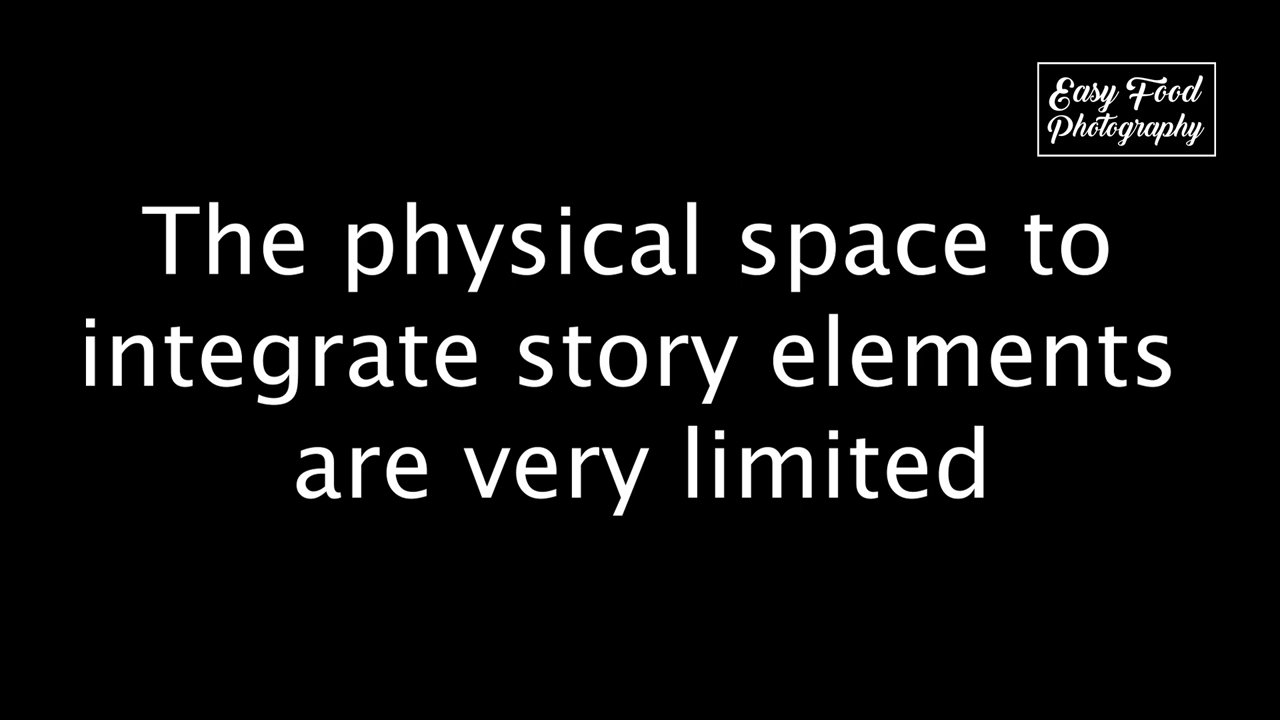 Easy Food
Photography
The physical space to
integrate story elements
are very limited